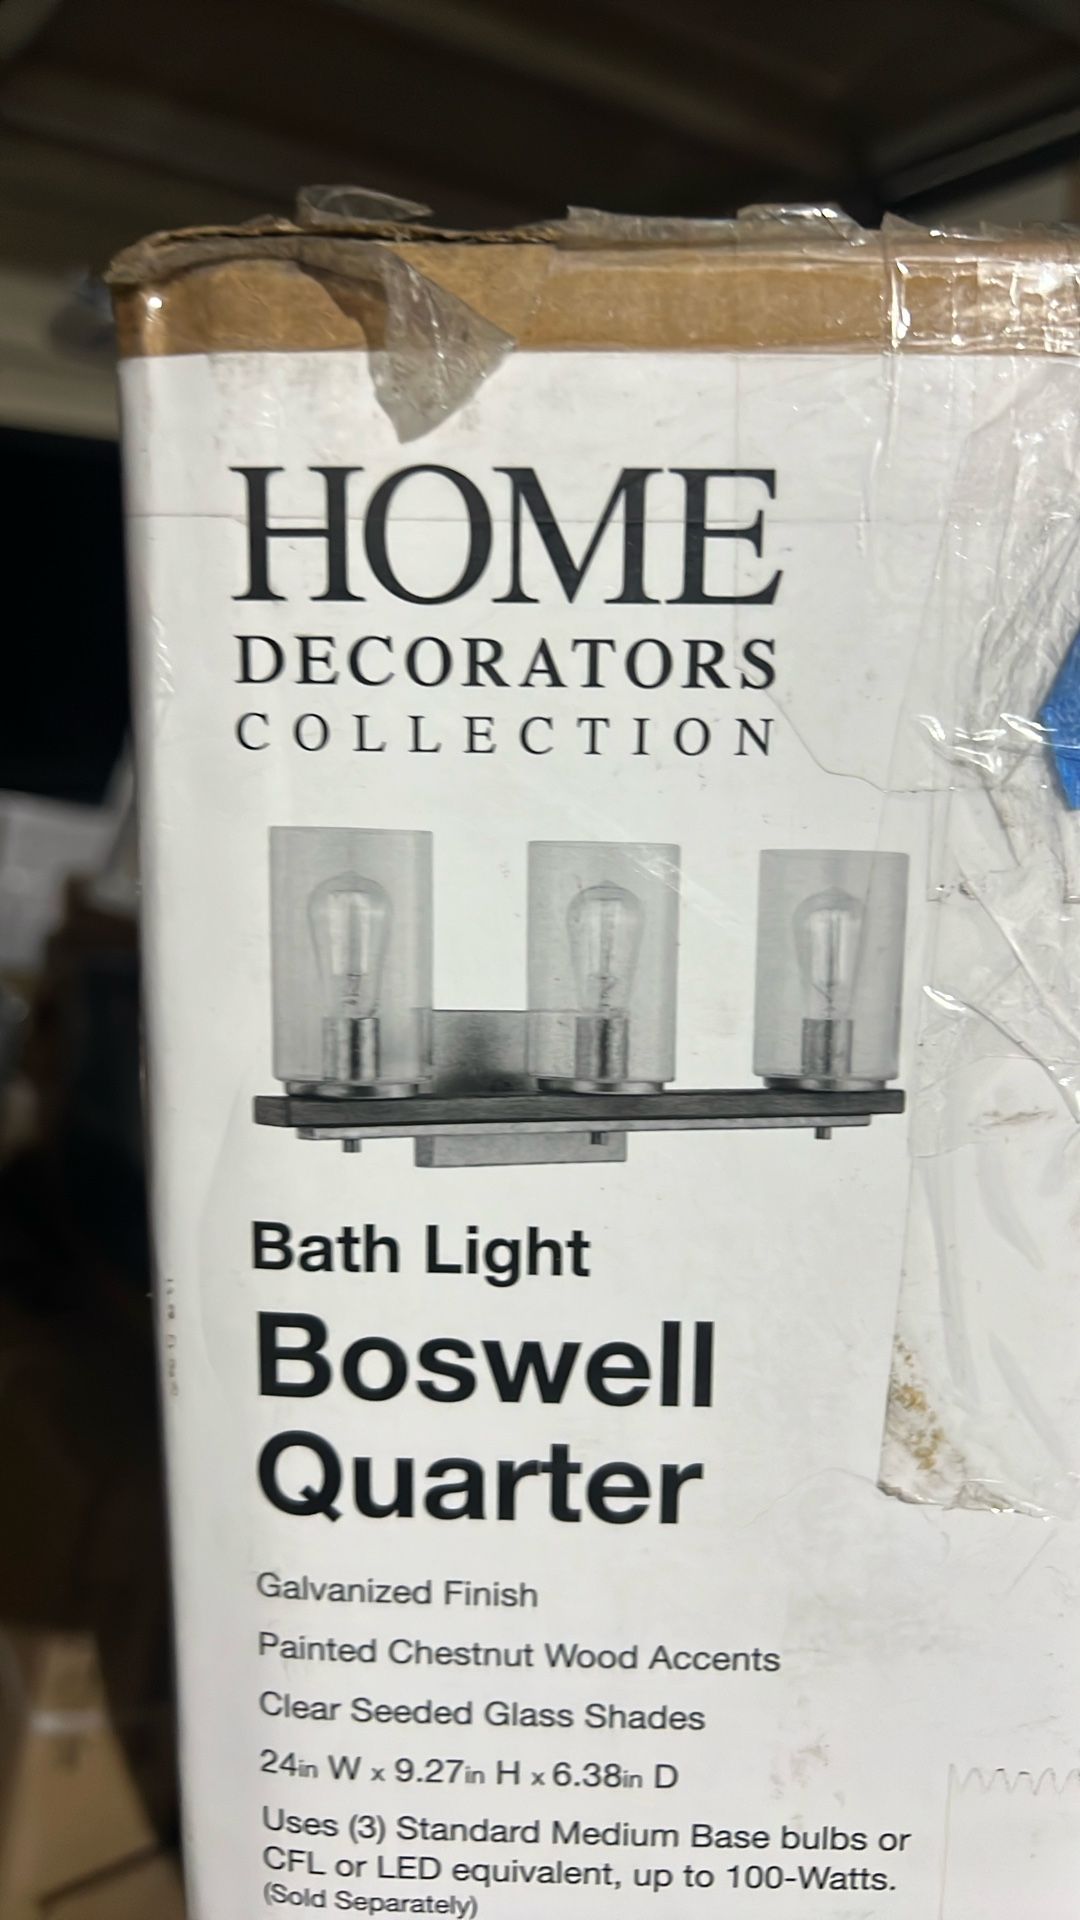 HOME
DECORATORS
COLLECTION
Bath Light
Boswell
Quarter
Galvanized Finish
Painted Chestnut Wood Accents
Clear Seeded Glass Shades
24in W x 9.27in H x 6.38in D
Uses (3) Standard Medium Base bulbs or
CFL or LED equivalent, up to 100-Watts.
(Sold Separately)